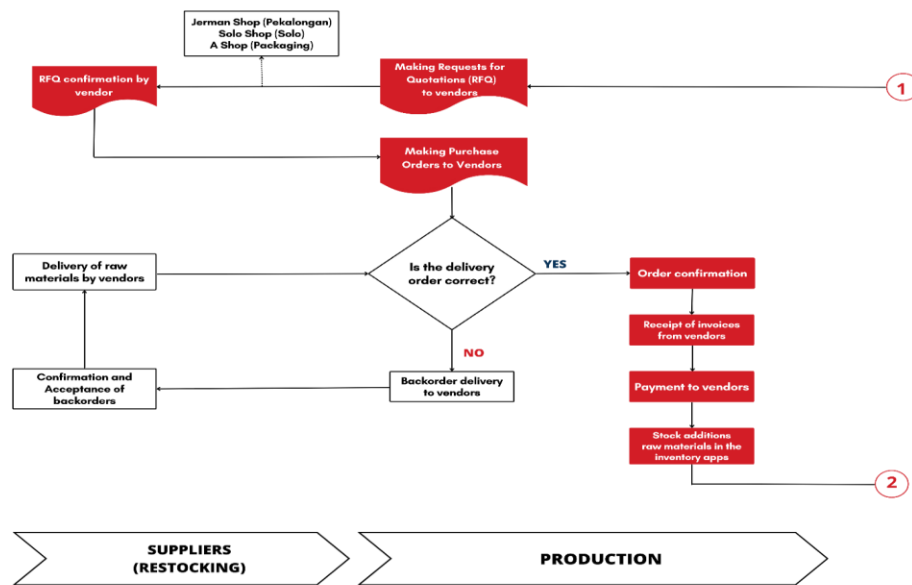 Jerman Shop (Pekalongan)
Solo Shop (Solo)
A Shop (Packaging)
RFQ confirmation by
vendor
Making Requests for
Quotations (RFQ)
to vendors
1
Making Purchase
Orders to Vendors
Delivery of raw
materials by vendors
Is the delivery
order correct?
YES
Order confirmation
Receipt of invoices
from vendors
NO
Confirmation and
Acceptance of
backorders
Backorder delivery
to vendors
Payment to vendors
Stock additions
raw materials in the
inventory apps
2
SUPPLIERS
(RESTOCKING)
PRODUCTION